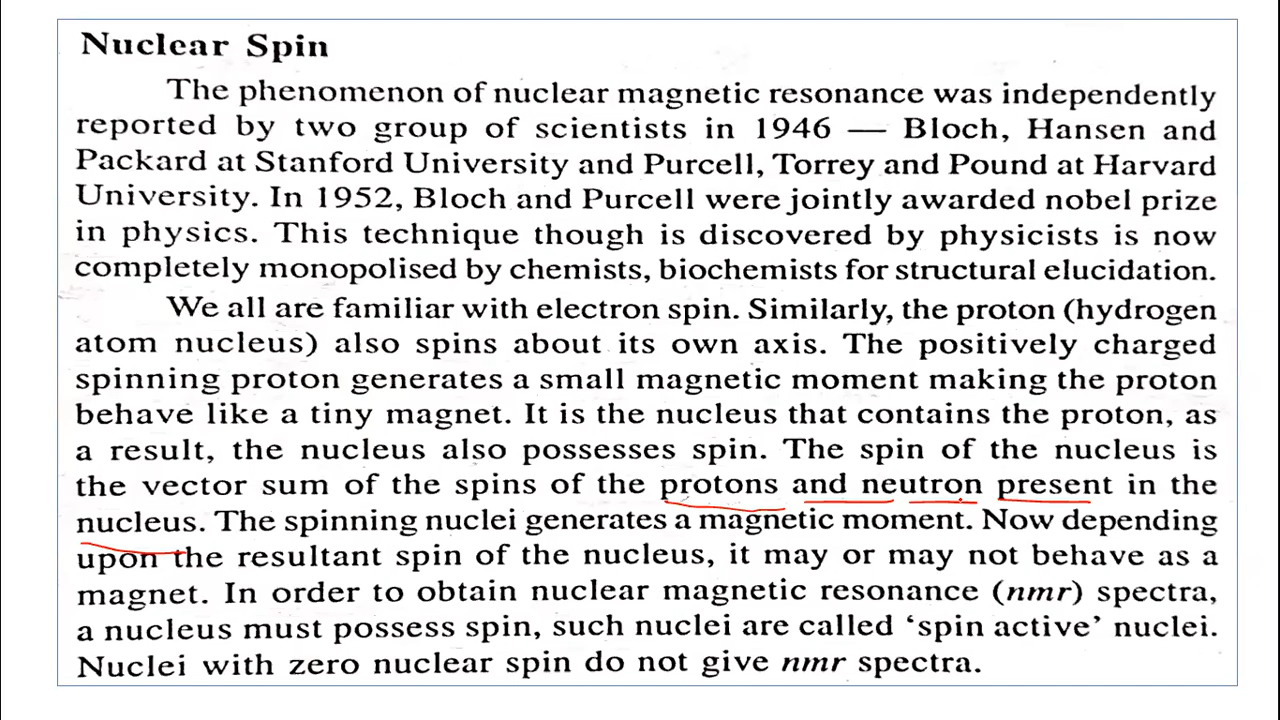 Nuclear Spin
The phenomenon of nuclear magnetic resonance was independently
reported by two group of scientists in 1946 — Bloch, Hansen and
Packard at Stanford University and Purcell, Torrey and Pound at Harvard
University. In 1952, Bloch and Purcell were jointly awarded nobel prize
in physics. This technique though is discovered by physicists is now
completely monopolised by chemists, biochemists for structural elucidation.
We all are familiar with electron spin. Similarly, the proton (hydrogen
atom nucleus) also spins about its own axis. The positively charged
spinning proton generates a small magnetic moment making the proton
behave like a tiny magnet. It is the nucleus that contains the proton, as
a result, the nucleus also possesses spin. The spin of the nucleus is
the vector sum of the spins of the protons and neutron present in the
nucleus. The spinning nuclei generates a magnetic moment. Now depending
upon the resultant spin of the nucleus, it may or may not behave as a
magnet. In order to obtain nuclear magnetic resonance (nmr) spectra,
a nucleus must possess spin, such nuclei are called ‘spin active’ nuclei.
Nuclei with zero nuclear spin do not give nmr spectra.